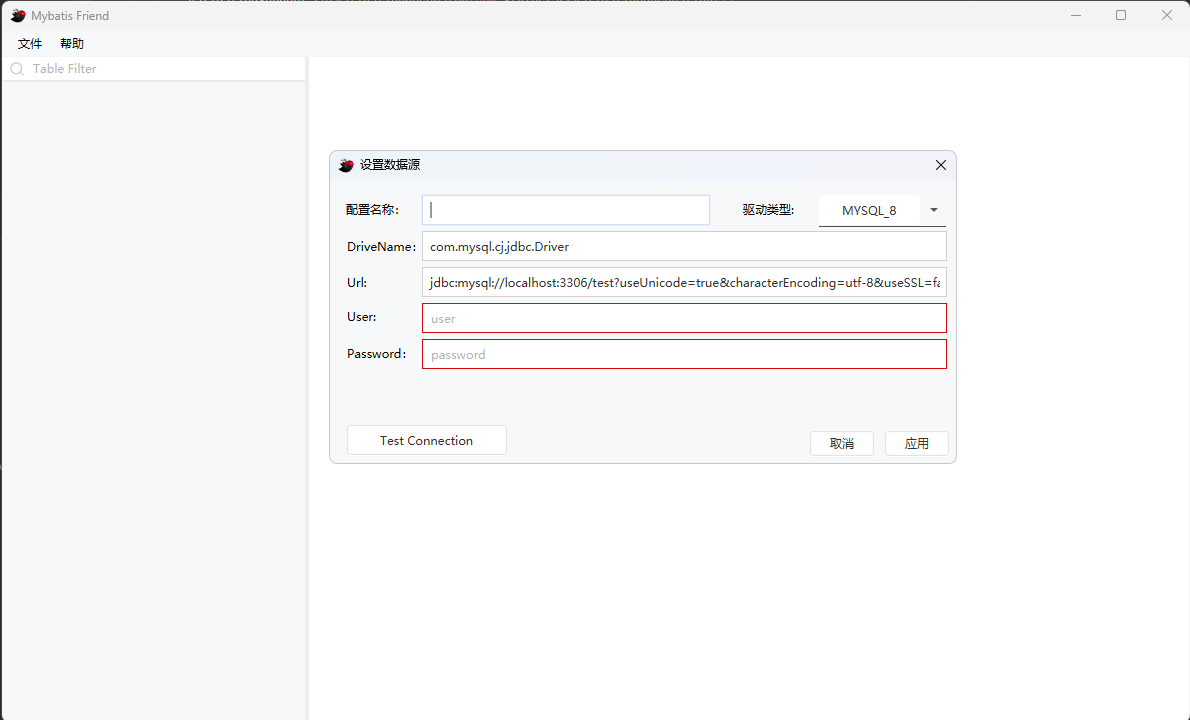 Mybatis Friend
文件 帮助
Table Filter
设置数据源
配置名称： 驱动类型: MYSQL_8
DriveName: com.mysql.cj.jdbc.Driver
Url: jdbc:mysql://localhost:3306/test?useUnicode=true&characterEncoding=utf-8&useSSL=fa
User: user
Password: password
Test Connection 取消 应用